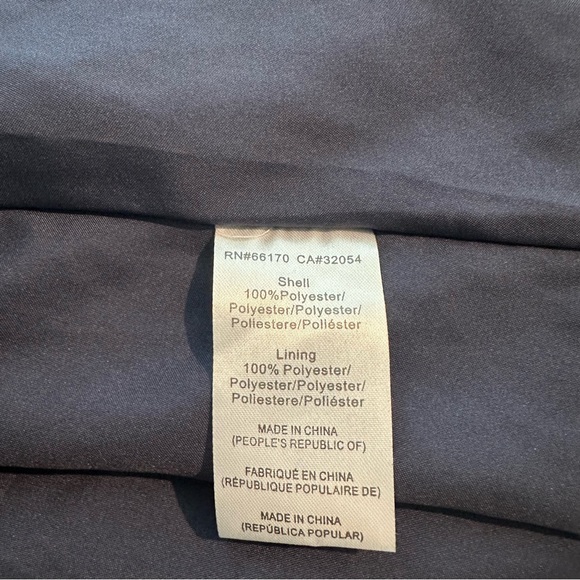 RN#66170 CA#32054
Shell
100%Polyester/
Polyester/Polyester/
Poliestere/Poliéster
Lining
100% Polyester/
Polyester/Polyester/
Poliestere/Poliéster
MADE IN CHINA
(PEOPLE'S REPUBLIC OF)
FABRIQUÉ EN CHINA
(RÉPUBLIQUE POPULAIRE DE)
MADE IN CHINA
(REPÚBLICA POPULAR)